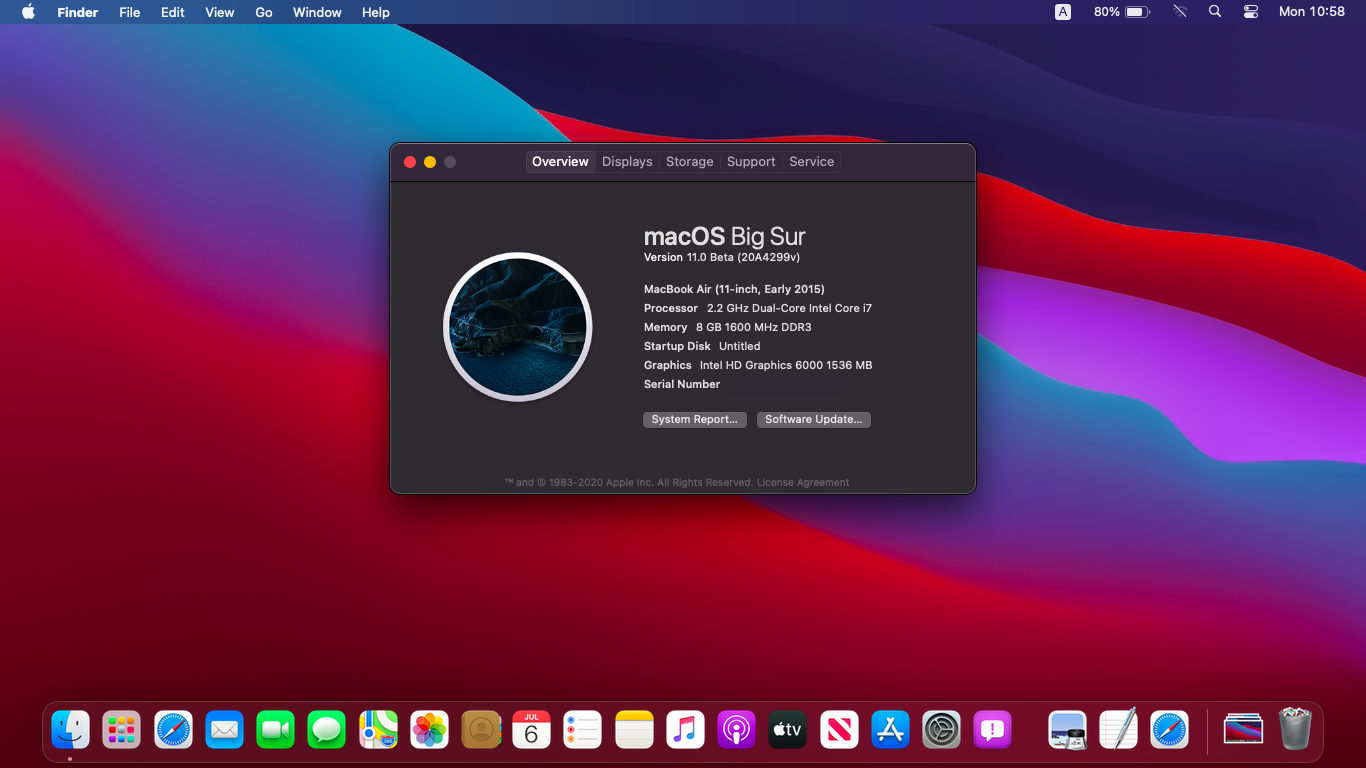 Finder File Edit View Go Window Help A 80% Mon 10:58
Overview Displays Storage Support Service
macOS Big Sur
Version 11.0 Beta (20A4299v)
MacBook Air (11-inch, Early 2015)
Processor 2.2 GHz Dual-Core Intel Core i7
Memory 8 GB 1600 MHz DDR3
Startup Disk Untitled
Graphics Intel HD Graphics 6000 1536 MB
Serial Number
System Report... Software Update...
™ and © 1983-2020 Apple Inc. All Rights Reserved. License Agreement
JUL
6
tv